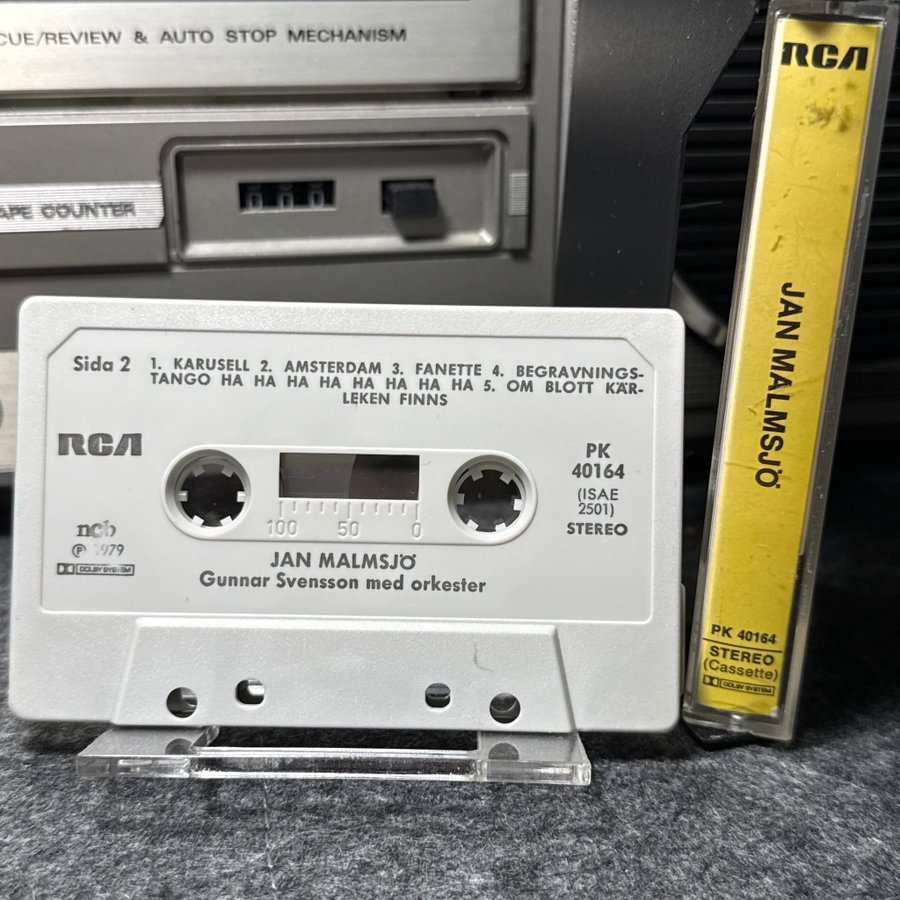 CUE/REVIEW & AUTO STOP MECHANISM
TAPE COUNTER
000
Sida 2
1. KARUSELL 2. AMSTERDAM 3. FANETTE 4. BEGRAVNINGS-
TANGO HA HA HA HA HA HA HA HA 5. OM BLOTT KÄR-
LEKEN FINNS
RCA
PK
40164
(ISAE
2501)
STEREO
100 50 0
ncb
Ⓟ 1979
DOLBY SYSTEM
JAN MALMSJÖ
Gunnar Svensson med orkester
RCA
JAN MALMSJÖ
PK 40164
STEREO
(Cassette)
DOLBY SYSTEM